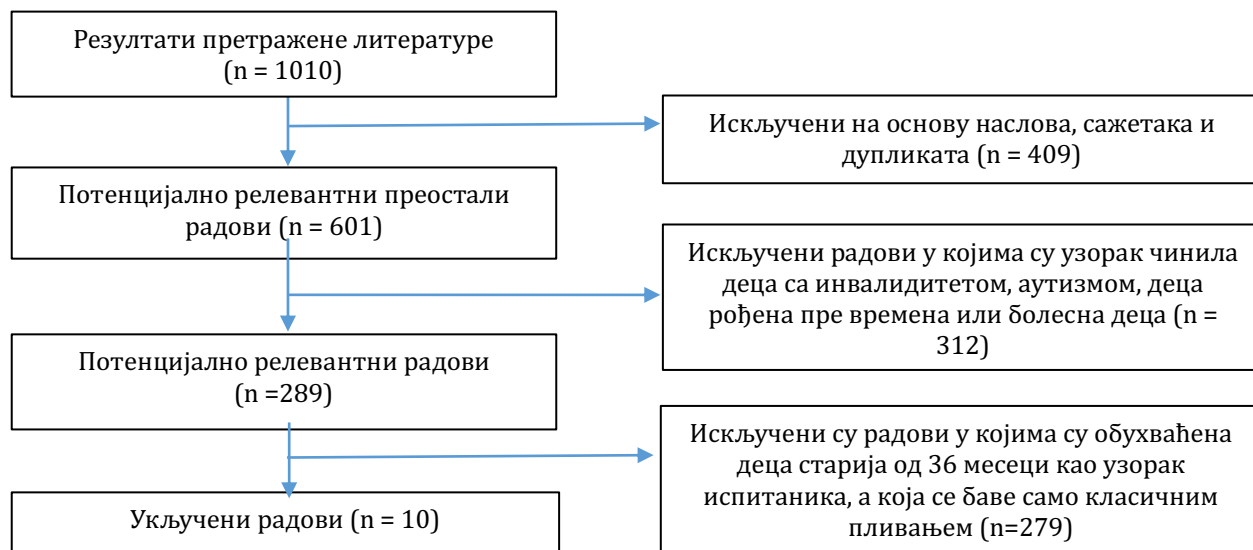 Резултати претражене литературе
(n = 1010)
Искључени на основу наслова, сажетака и
дупликата (n = 409)
Потенцијално релевантни преостали
радови (n = 601)
Искључени радови у којима су узорак чинила
деца са инвалидитетом, аутизмом, деца
рођена пре времена или болесна деца (n =
312)
Потенцијално релевантни радови
(n =289)
Искључени су радови у којима су обухваћена
деца старија од 36 месеци као узорак
испитаника, а која се баве само класичним
пливањем (n=279)
Укључени радови (n = 10)